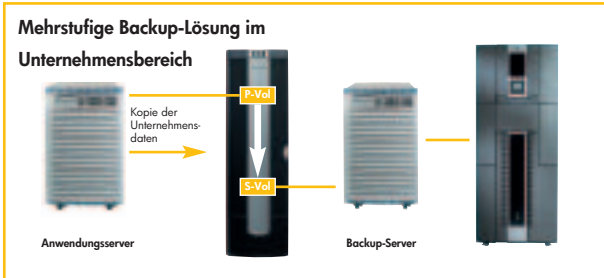 Mehrstufige Backup-Lösung im
Unternehmensbereich
P-Vol
Kopie der
Unternehmens-
daten
S-Vol
Anwendungsserver
Backup-Server